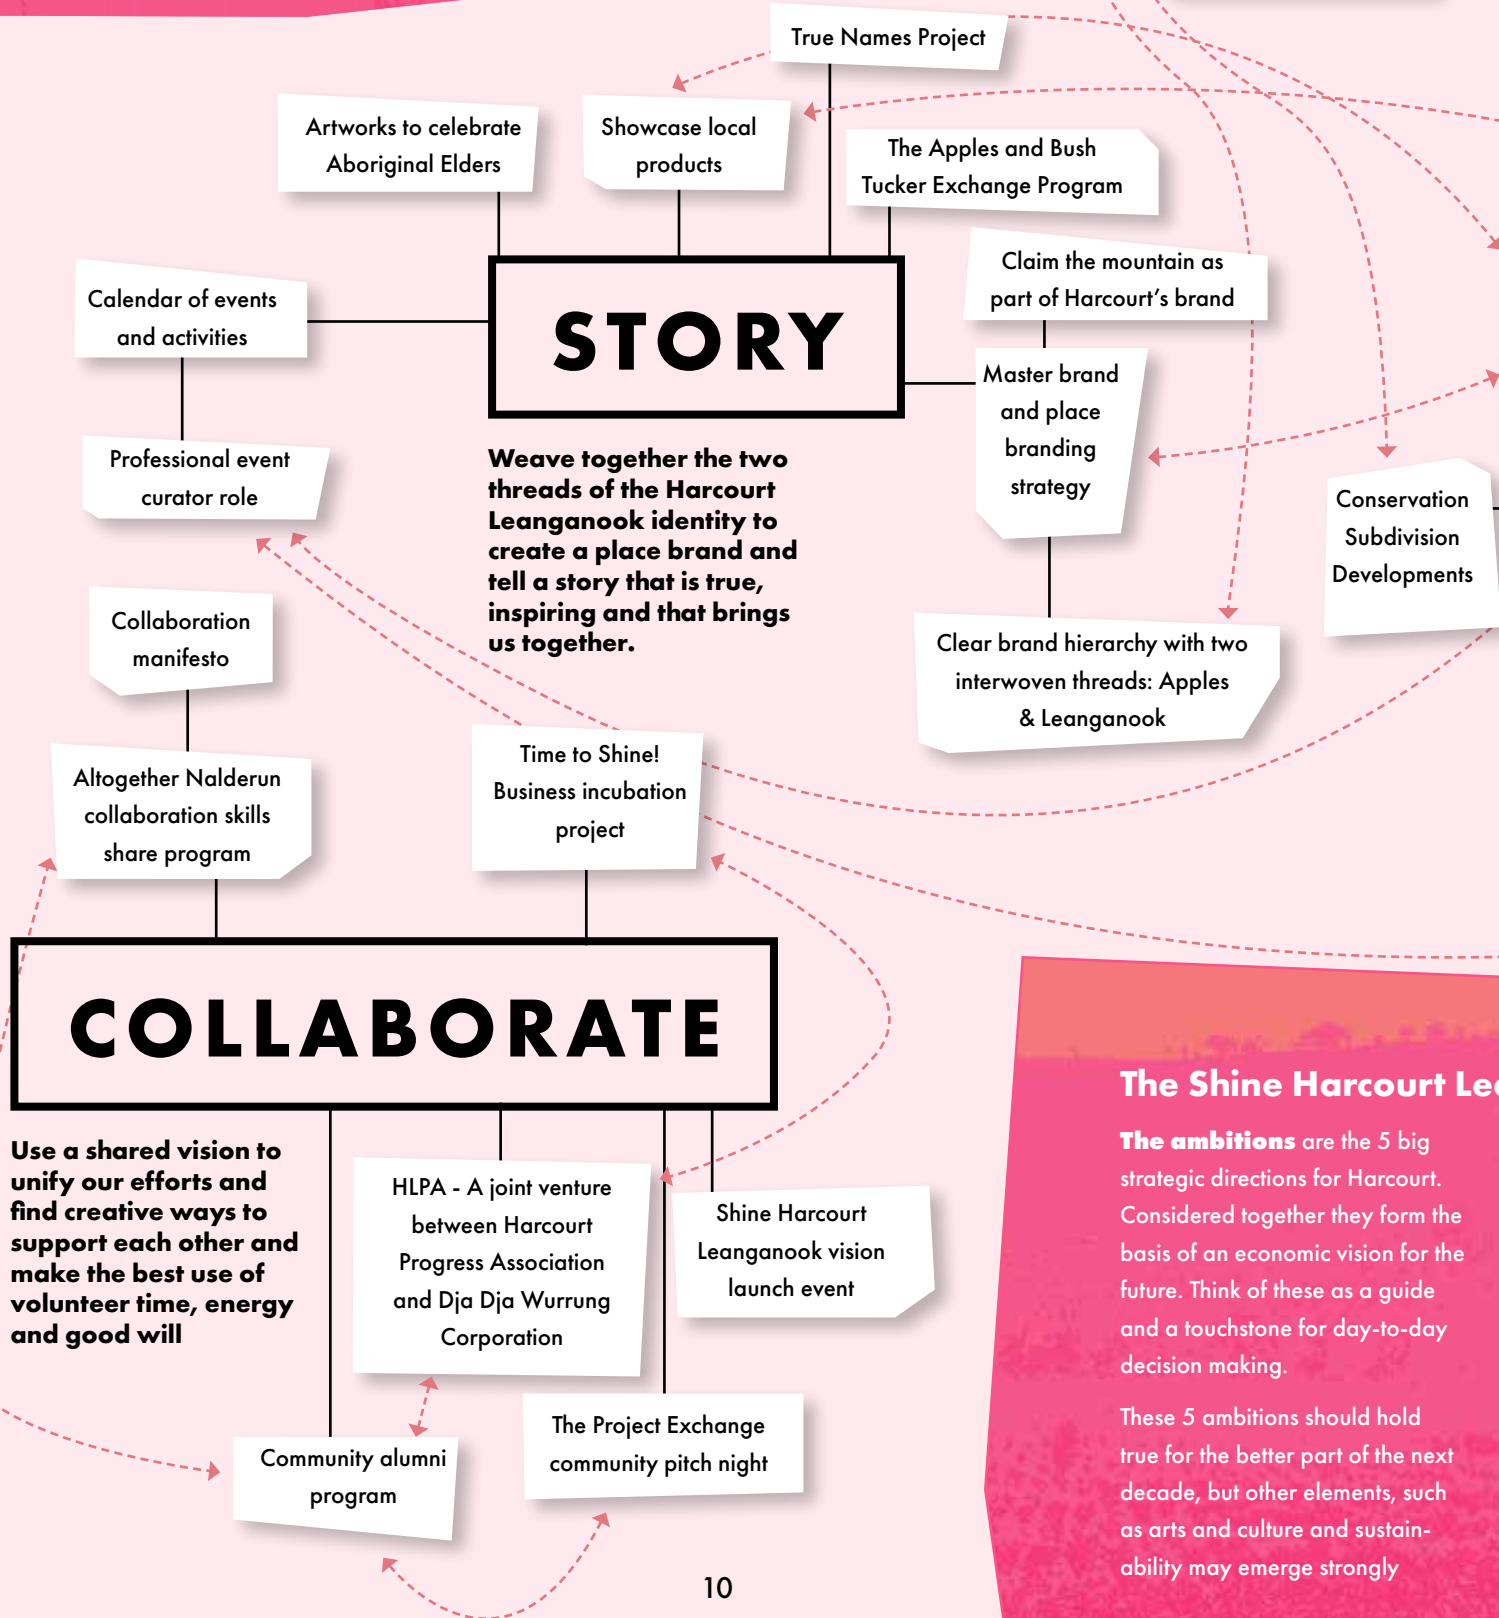 True Names Project
Artworks to celebrate
Aboriginal Elders
Showcase local
products
The Apples and Bush
Tucker Exchange Program
Claim the mountain as
part of Harcourt’s brand
Calendar of events
and activities
STORY
Master brand
and place
branding
strategy
Professional event
curator role
Weave together the two
threads of the Harcourt
Leanganook identity to
create a place brand and
tell a story that is true,
inspiring and that brings
us together.
Conservation
Subdivision
Developments
Clear brand hierarchy with two
interwoven threads: Apples
& Leanganook
Collaboration
manifesto
Altogether Nalderun
collaboration skills
share program
Time to Shine!
Business incubation
project
COLLABORATE
Use a shared vision to
unify our efforts and
find creative ways to
support each other and
make the best use of
volunteer time, energy
and good will
HLPA - A joint venture
between Harcourt
Progress Association
and Dja Dja Wurrung
Corporation
Shine Harcourt
Leanganook vision
launch event
The Project Exchange
community pitch night
Community alumni
program
The Shine Harcourt
The ambitions are the 5 big
strategic directions for Harcourt.
Considered together they form the
basis of an economic vision for the
future. Think of these as a guide
and a touchstone for day-to-day
decision making.
These 5 ambitions should hold
true for the better part of the next
decade, but other elements, such
as arts and culture and sustain-
ability may emerge strongly
10